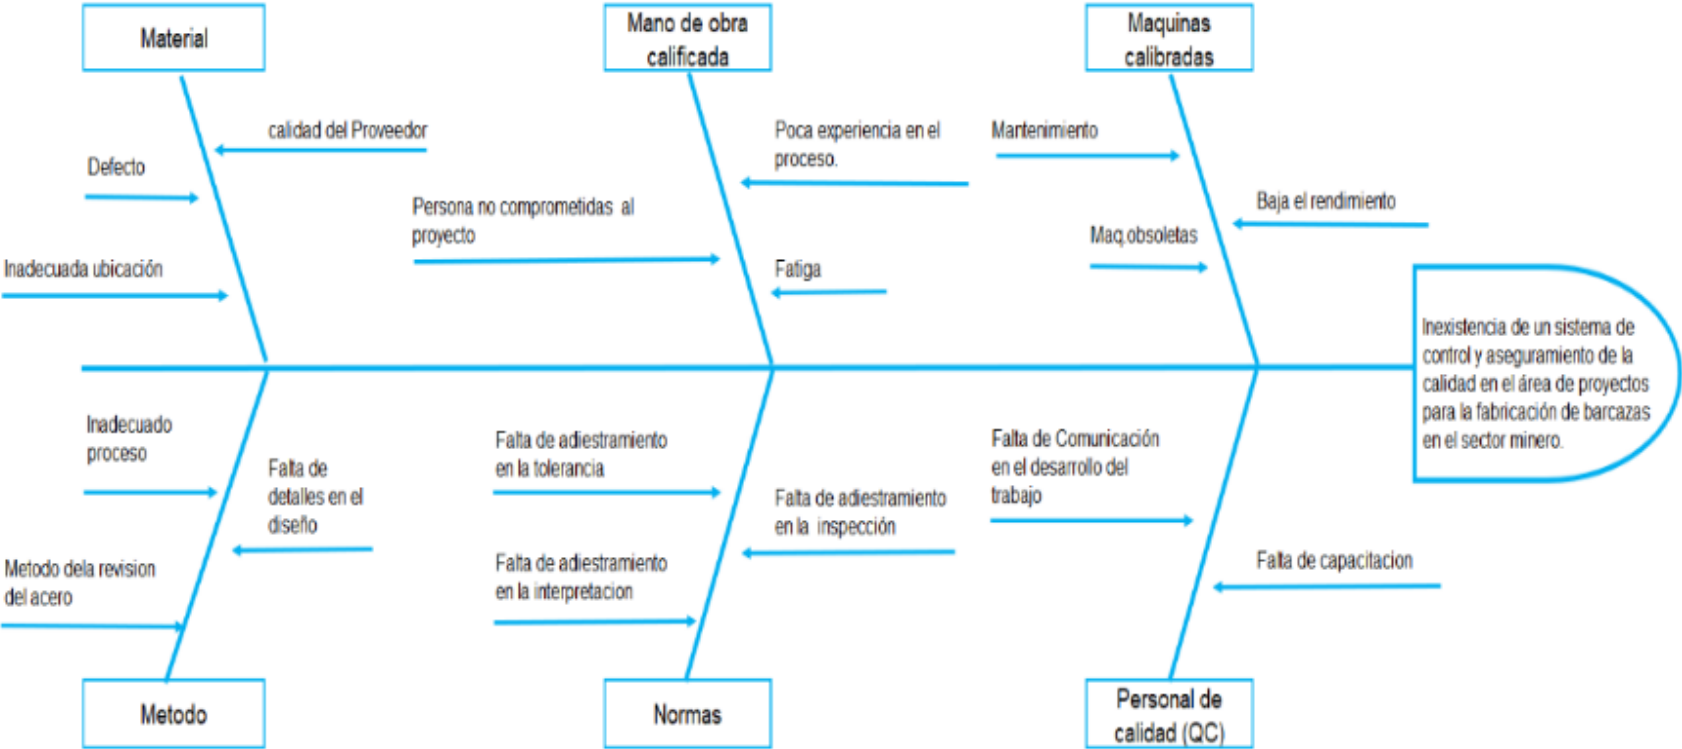 Material
Mano de obra
calificada
Maquinas
calibradas
calidad del Proveedor
Defecto
Inadecuada ubicación
Poca experiencia en el
proceso.
Persona no comprometidas al
proyecto
Fatiga
Mantenimiento
Baja el rendimiento
Maq.obsoletas
Inexistencia de un sistema de
control y aseguramiento de la
calidad en el área de proyectos
para la fabricación de barcazas
en el sector minero.
Inadecuado
proceso
Falta de
detalles en el
diseño
Metodo dela revision
del acero
Falta de adiestramiento
en la tolerancia
Falta de adiestramiento
en la inspección
Falta de adiestramiento
en la interpretacion
Falta de Comunicación
en el desarrollo del
trabajo
Falta de capacitacion
Metodo
Normas
Personal de
calidad (QC)